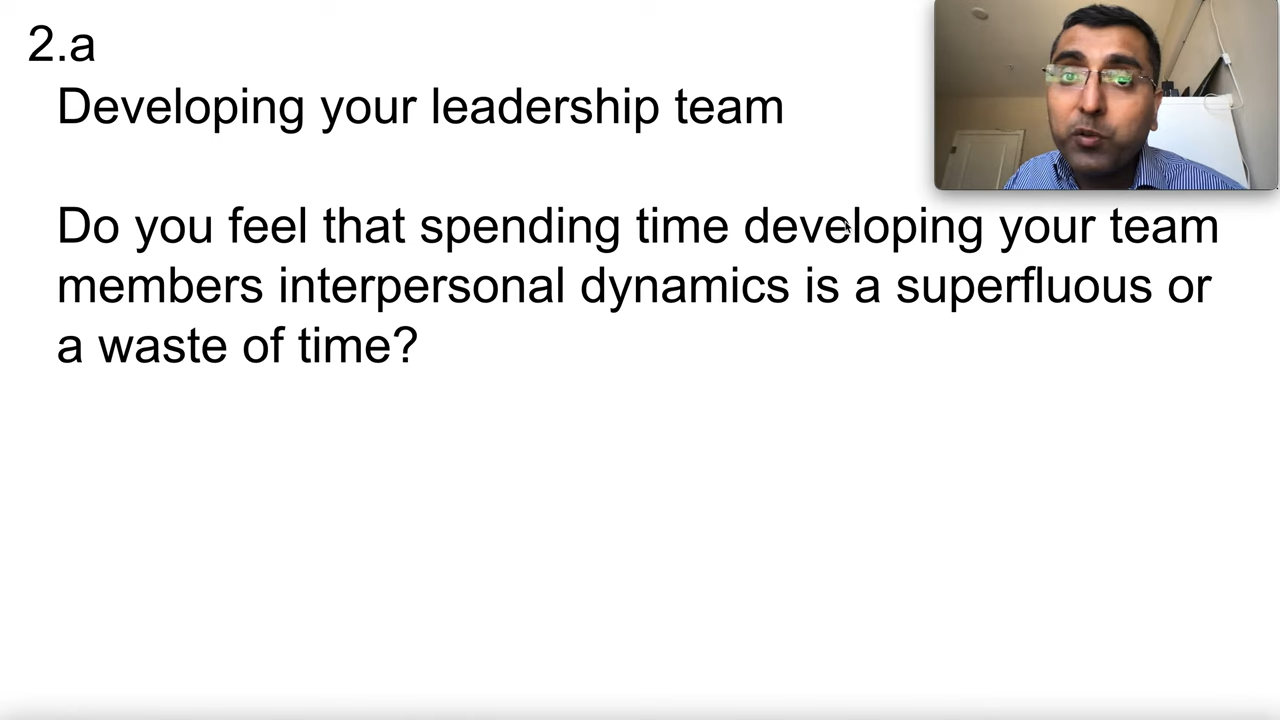 2.a
Developing your leadership team
Do you feel that spending time developing your team
members interpersonal dynamics is a superfluous or
a waste of time?